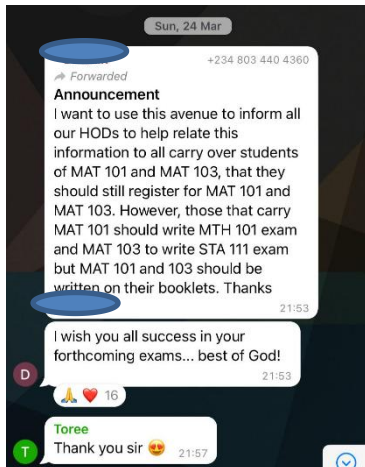 Sun, 24 Mar
+234 803 440 4360
Forwarded
Announcement
I want to use this avenue to inform all
our HODs to help relate this
information to all carry over students
of MAT 101 and MAT 103, that they
should still register for MAT 101 and
MAT 103. However, those that carry
MAT 101 should write MTH 101 exam
and MAT 103 to write STA 111 exam
but MAT 101 and 103 should be
written on their booklets. Thanks
21:53
I wish you all success in your
forthcoming exams... best of God!
21:53
D
🙏 ❤️ 16
Toree
T
Thank you sir 😍 21:57